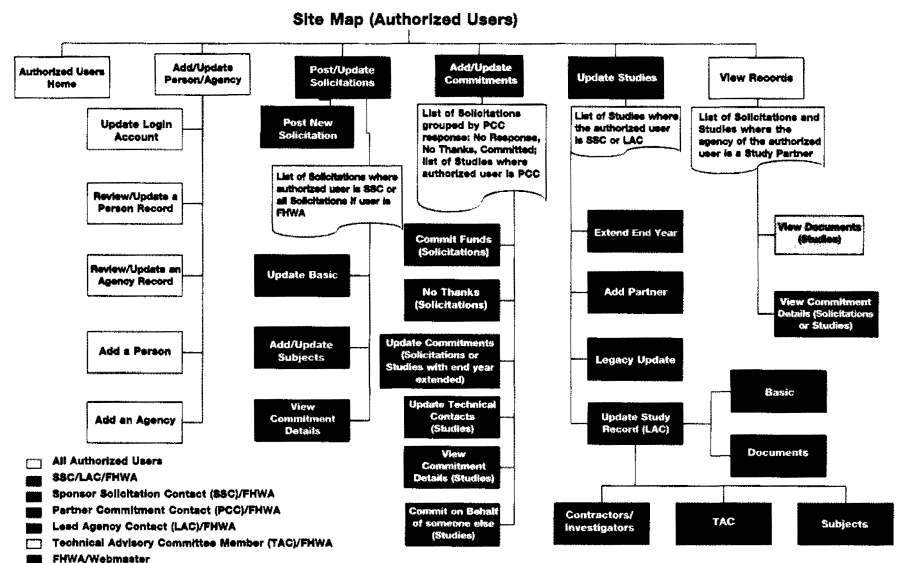 Site Map (Authorized Users)
Authorized Users
Home
Add/Update
Person/Agency
Post/Update
Solicitations
Add/Update
Commitments
Update Studies
View Records
Update Login
Account
Review/Update a
Person Record
Review/Update an
Agency Record
Add a Person
Add an Agency
Post New
Solicitation
List of Solicitations where
authorized user is SSC or
all Solicitations if user is
FHWA
Update Basic
Add/Update
Subjects
View
Commitment
Details
List of Solicitations
grouped by PCC
response: No Response,
No Thanks, Committed;
list of Studies where
authorized user is PCC
Commit Funds
(Solicitations)
No Thanks
(Solicitations)
Update Commitments
(Solicitations or
Studies with end year
extended)
Update Technical
Contacts
(Studies)
View
Commitment
Details (Studies)
Commit on Behalf
of someone else
(Studies)
List of Studies where
the authorized user
is SSC or LAC
Extend End Year
Add Partner
Legacy Update
Update Study
Record (LAC)
Basic
Documents
Contractors/
Investigators
TAC
Subjects
List of Solicitations and
Studies where the
agency of the authorized
user is a Study Partner
View Documents
(Studies)
View Commitment
Details (Solicitations
or Studies)
All Authorized Users
SSC/LAC/FHWA
Sponsor Solicitation Contact (SSC)/FHWA
Partner Commitment Contact (PCC)/FHWA
Lead Agency Contact (LAC)/FHWA
Technical Advisory Committee Member (TAC)/FHWA
FHWA/Webmaster